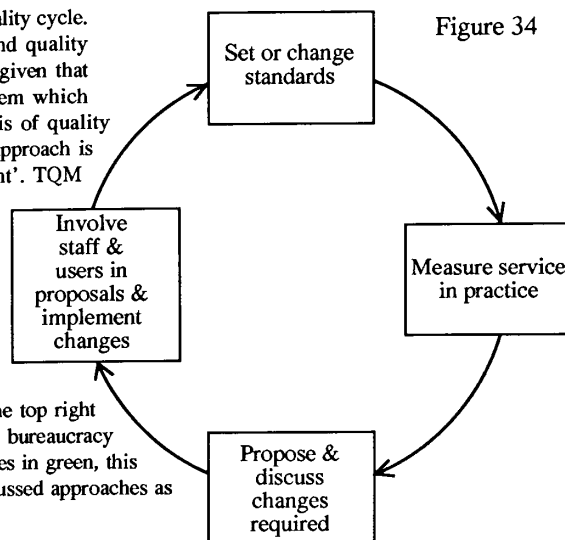 ality cycle.
nd quality
given that
em which
is of quality
pproach is
nt'. TQM
Figure 34
Set or change
standards
Measure service
in practice
Propose &
discuss
changes
required
Involve
staff &
users in
proposals &
implement
changes
ne top right
bureaucracy
es in green, this
cussed approaches as